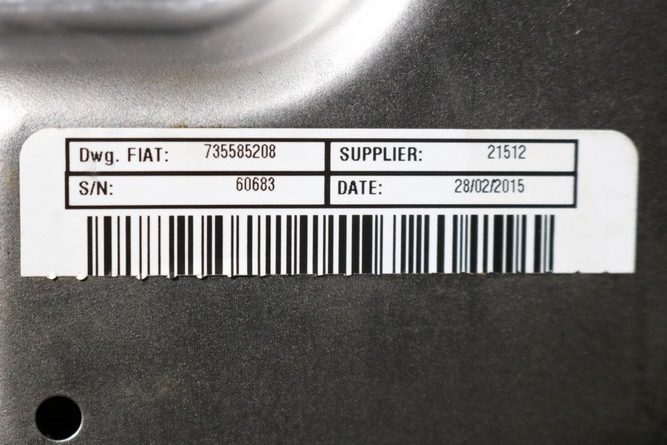 Dwg. FIAT: 735585208 SUPPLIER: 21512
S/N: 60683 DATE: 28/02/2015